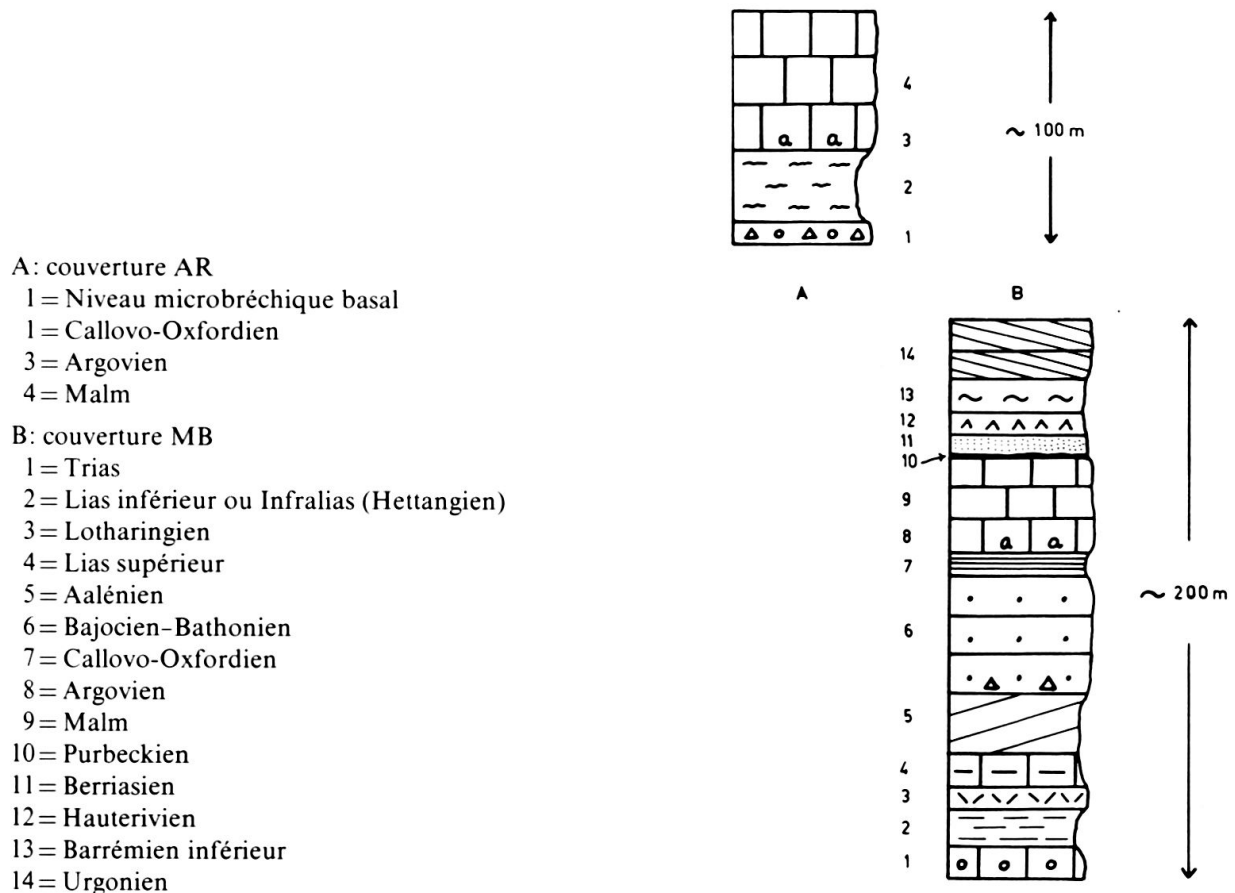 A: couverture AR
1 = Niveau microbréchique basal
1 = Callovo-Oxfordien
3 = Argovien
4 = Malm
B: couverture MB
1 = Trias
2 = Lias inférieur ou Infralias (Hettangien)
3 = Lotharingien
4 = Lias supérieur
5 = Aalénien
6 = Bajocien-Bathonien
7 = Callovo-Oxfordien
8 = Argovien
9 = Malm
10 = Purbeckien
11 = Berriasien
12 = Hauterivien
13 = Barrémien inférieur
14 = Urgonien
4
a a 3
2
1
~ 100 m
A B
14
13
12
11
10
9
8 a a
7
6
5
4
3
2
1
~ 200 m